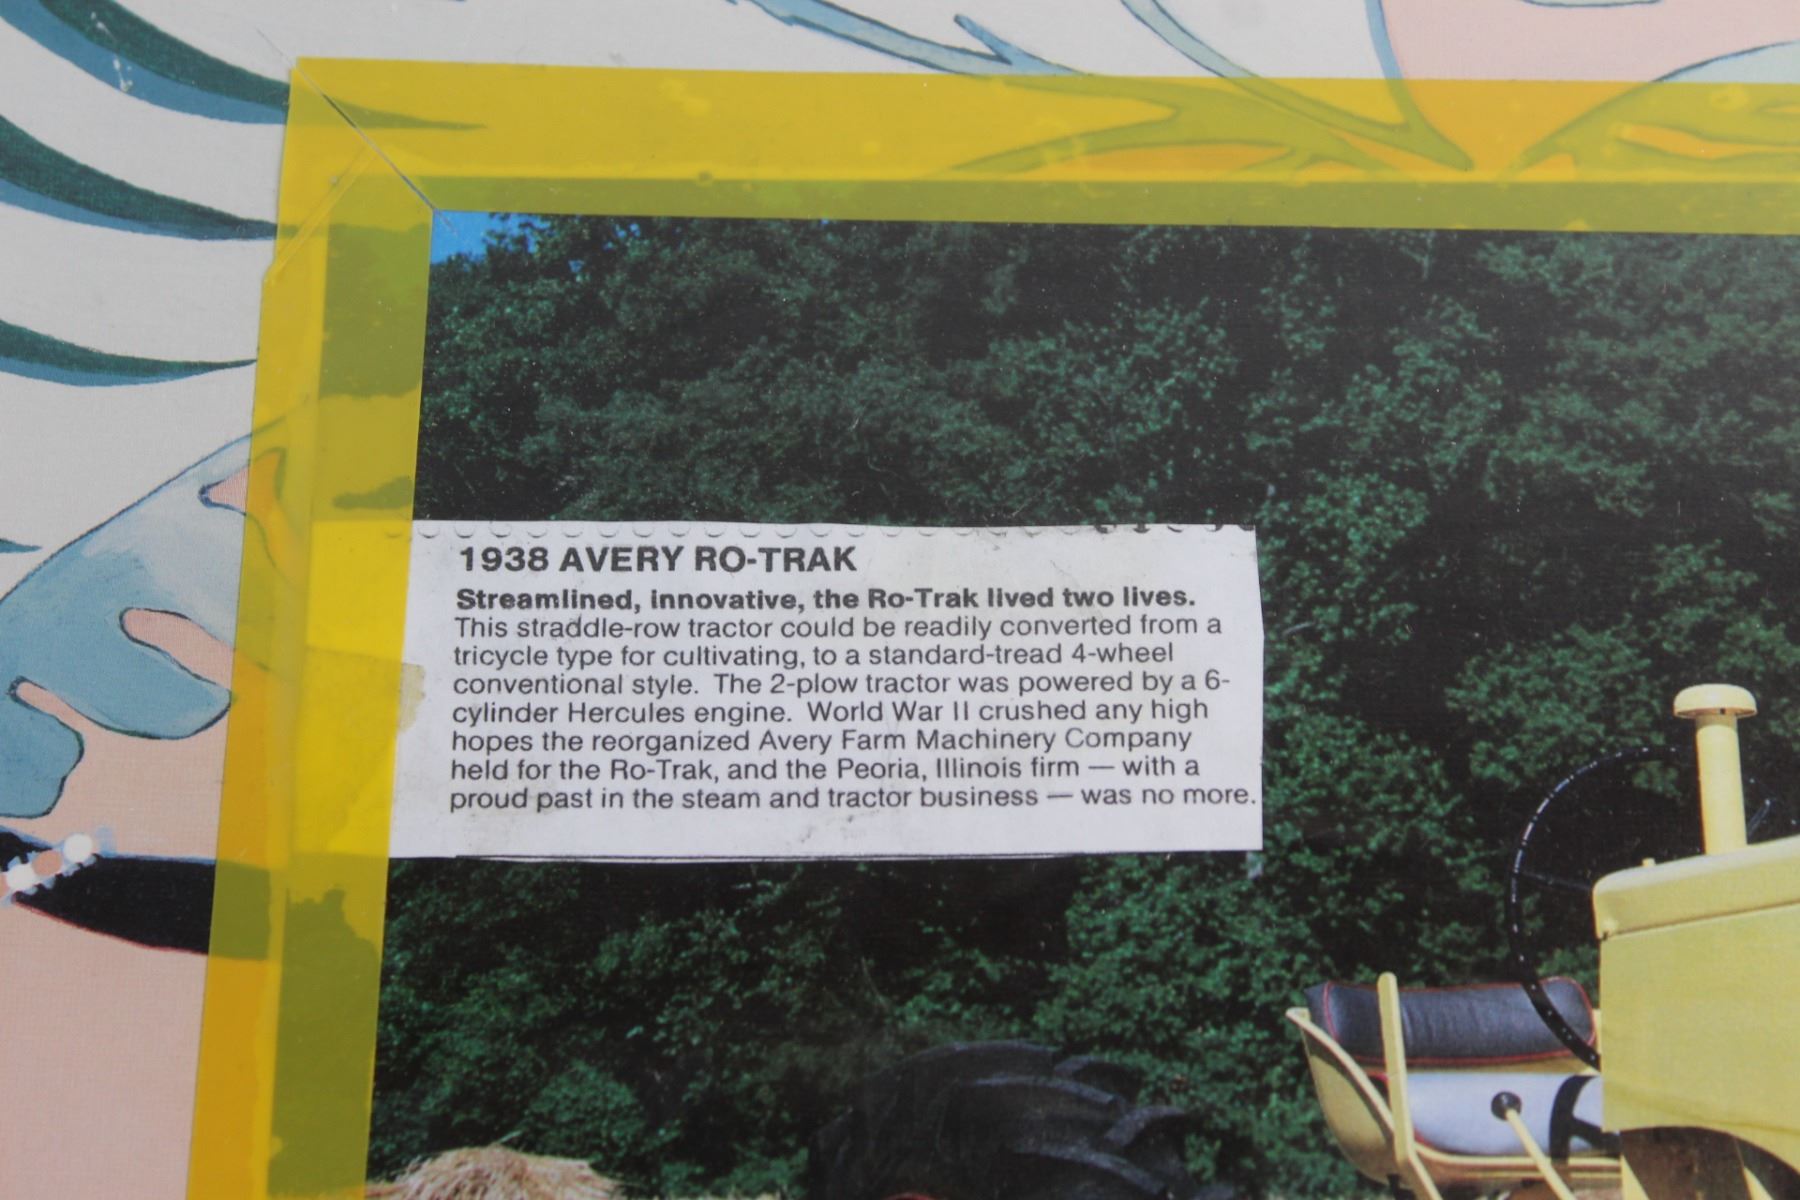 1938 AVERY RO-TRAK
Streamlined, innovative, the Ro-Trak lived two lives.
This straddle-row tractor could be readily converted from a
tricycle type for cultivating, to a standard-tread 4-wheel
conventional style. The 2-plow tractor was powered by a 6-
cylinder Hercules engine. World War II crushed any high
hopes the reorganized Avery Farm Machinery Company
held for the Ro-Trak, and the Peoria, Illinois firm — with a
proud past in the steam and tractor business — was no more.